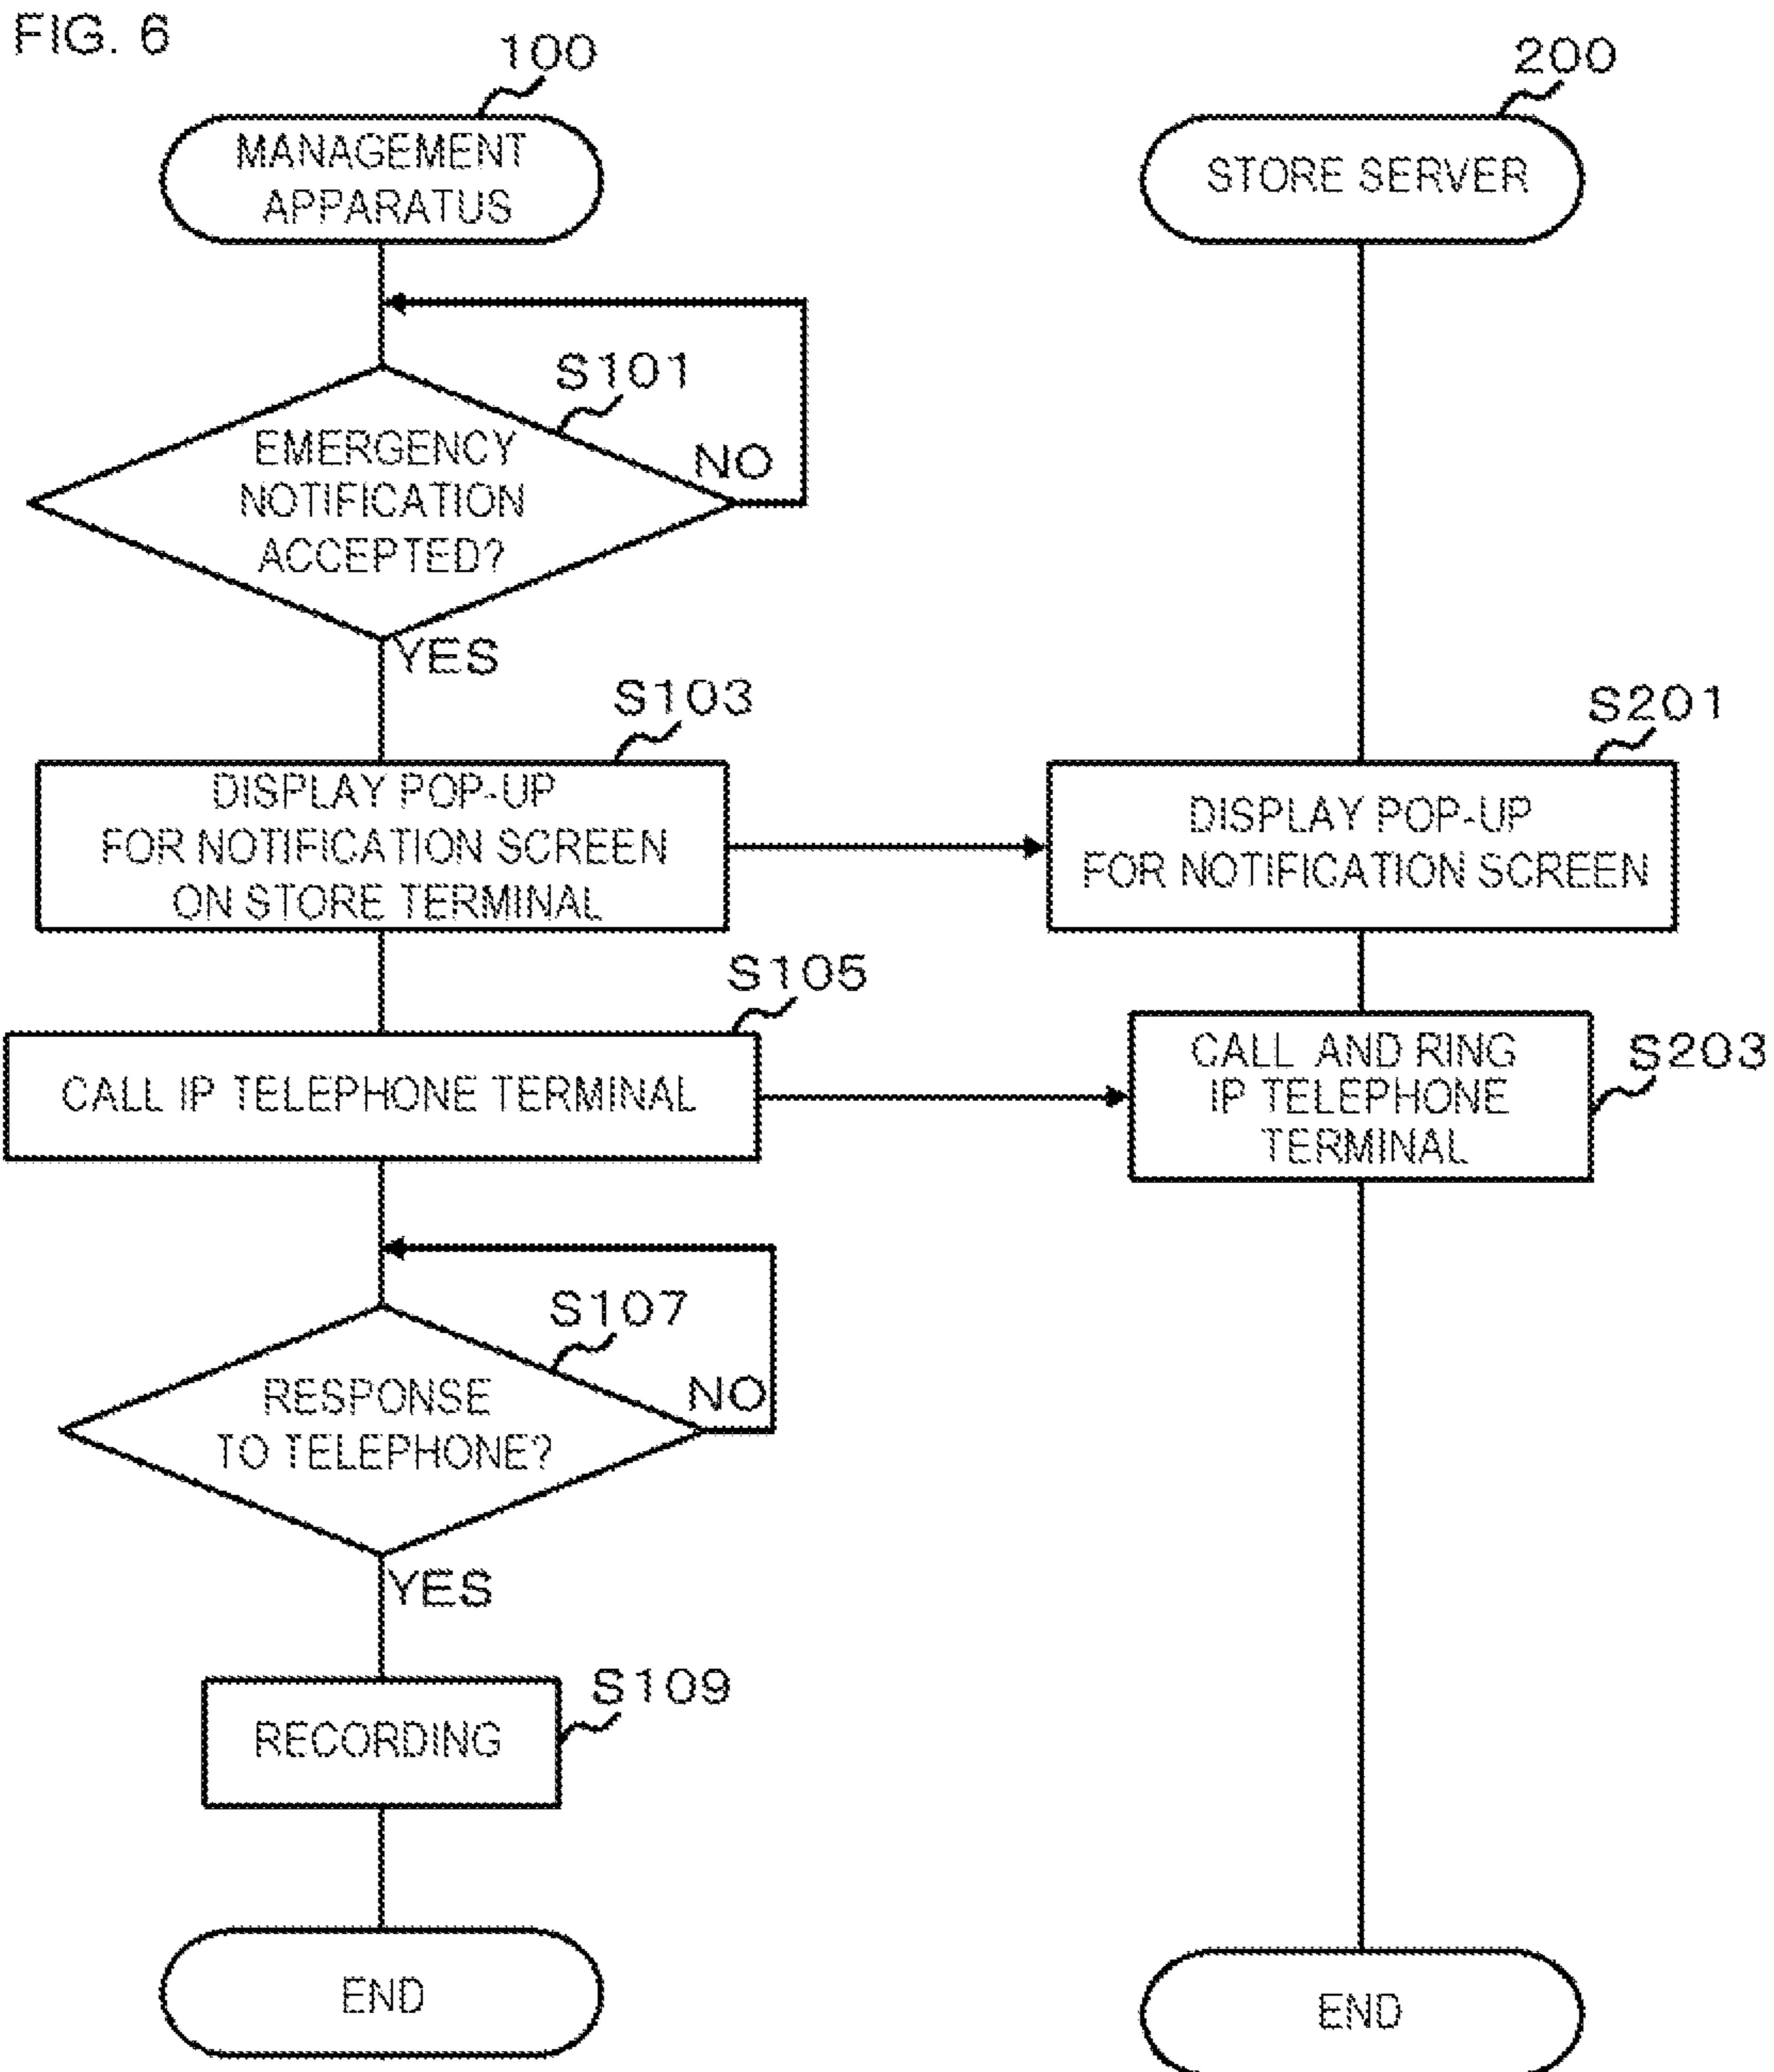 FIG. 6
100
200
MANAGEMENT
APPARATUS
STORE SERVER
S101
EMERGENCY
NOTIFICATION
ACCEPTED?
NO
YES
S103
S201
DISPLAY POP-UP
FOR NOTIFICATION SCREEN
ON STORE TERMINAL
DISPLAY POP-UP
FOR NOTIFICATION SCREEN
S105
CALL IP TELEPHONE TERMINAL
CALL AND RING
IP TELEPHONE
TERMINAL
S203
S107
RESPONSE
TO TELEPHONE?
NO
YES
S109
RECORDING
END
END